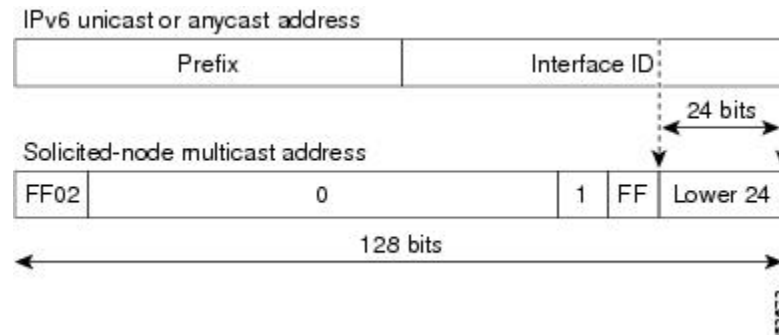 IPv6 unicast or anycast address
Prefix Interface ID
24 bits
Solicited-node multicast address
FF02 0 1 FF Lower 24
128 bits